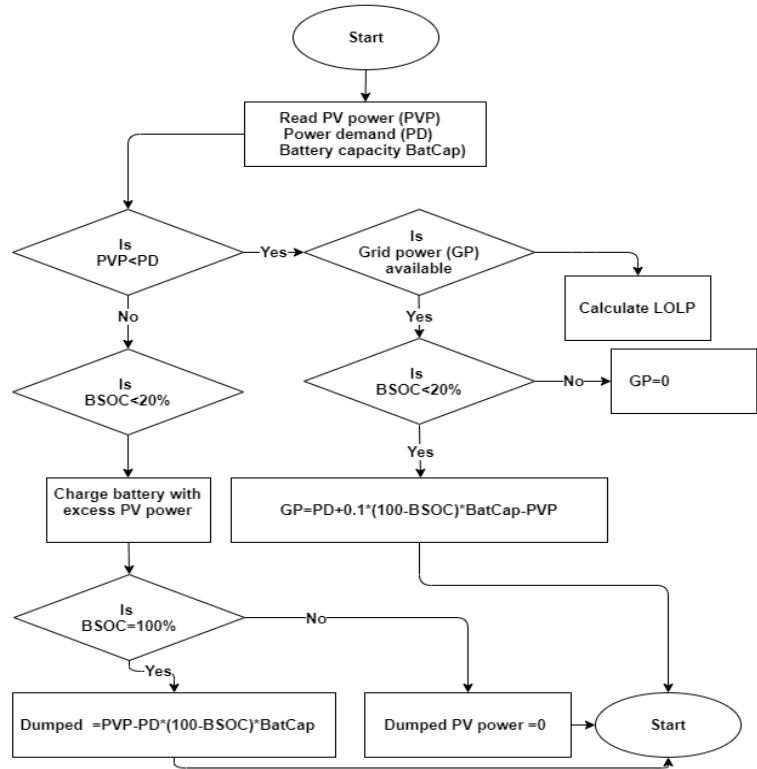 Start
Read PV power (PVP)
Power demand (PD)
Battery capacity BatCap)
Is
PVP<PD
Yes
Is
Grid power (GP)
available
Calculate LOLP
No
Yes
Is
BSOC<20%
Is
BSOC<20%
No
GP=0
Yes
Charge battery with
excess PV power
GP=PD+0.1*(100-BSOC)*BatCap-PVP
Is
BSOC=100%
No
Yes
Dumped =PVP-PD*(100-BSOC)*BatCap
Dumped PV power =0
Start